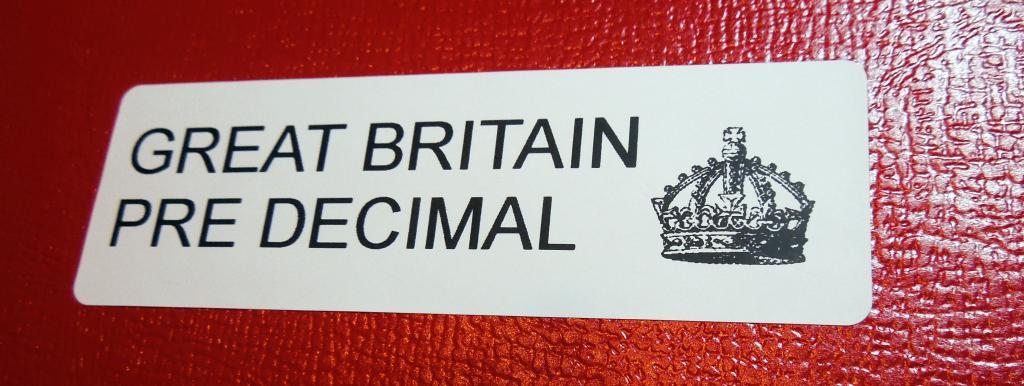 GREAT BRITAIN
PRE DECIMAL